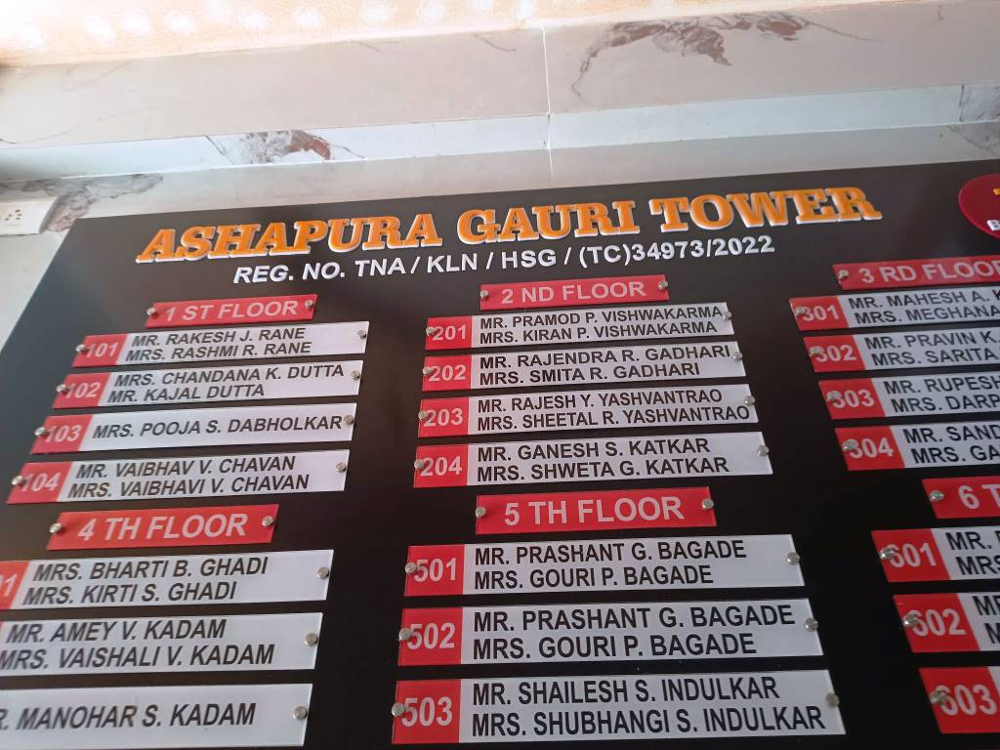 ASHAPURA GAURI TOWER
REG. NO. TNA / KLN / HSG / (TC)34973/2022
1 ST FLOOR
101 MR. RAKESH J. RANE
MRS. RASHMI R. RANE
102 MRS. CHANDANA K. DUTTA
MR. KAJAL DUTTA
103 MRS. POOJA S. DABHOLKAR
104 MR. VAIBHAV V. CHAVAN
MRS. VAIBHAVI V. CHAVAN
2 ND FLOOR
201 MR. PRAMOD P. VISHWAKARMA
MRS. KIRAN P. VISHWAKARMA
202 MR. RAJENDRA R. GADHARI
MRS. SMITA R. GADHARI
203 MR. RAJESH Y. YASHVANTRAO
MRS. SHEETAL R. YASHVANTRAO
204 MR. GANESH S. KATKAR
MRS. SHWETA G. KATKAR
3 RD FLOOR
301 MR. MAHESH A.
MRS. MEGHANA
302 MR. PRAVIN K.
MRS. SARITA
303 MR. RUPESH
MRS.
304 MR.
MRS.
4 TH FLOOR
MRS. BHARTI B. GHADI
MRS. KIRTI S. GHADI
MR. AMEY V. KADAM
MRS. VAISHALI V. KADAM
MANOHAR S. KADAM
5 TH FLOOR
501 MR. PRASHANT G. BAGADE
MRS. GOURI P. BAGADE
502 MR. PRASHANT G. BAGADE
MRS. GOURI P. BAGADE
503 MR. SHAILESH S. INDULKAR
MRS. SHUBHANGI S. INDULKAR
6
601 MR.
MRS.
602
603